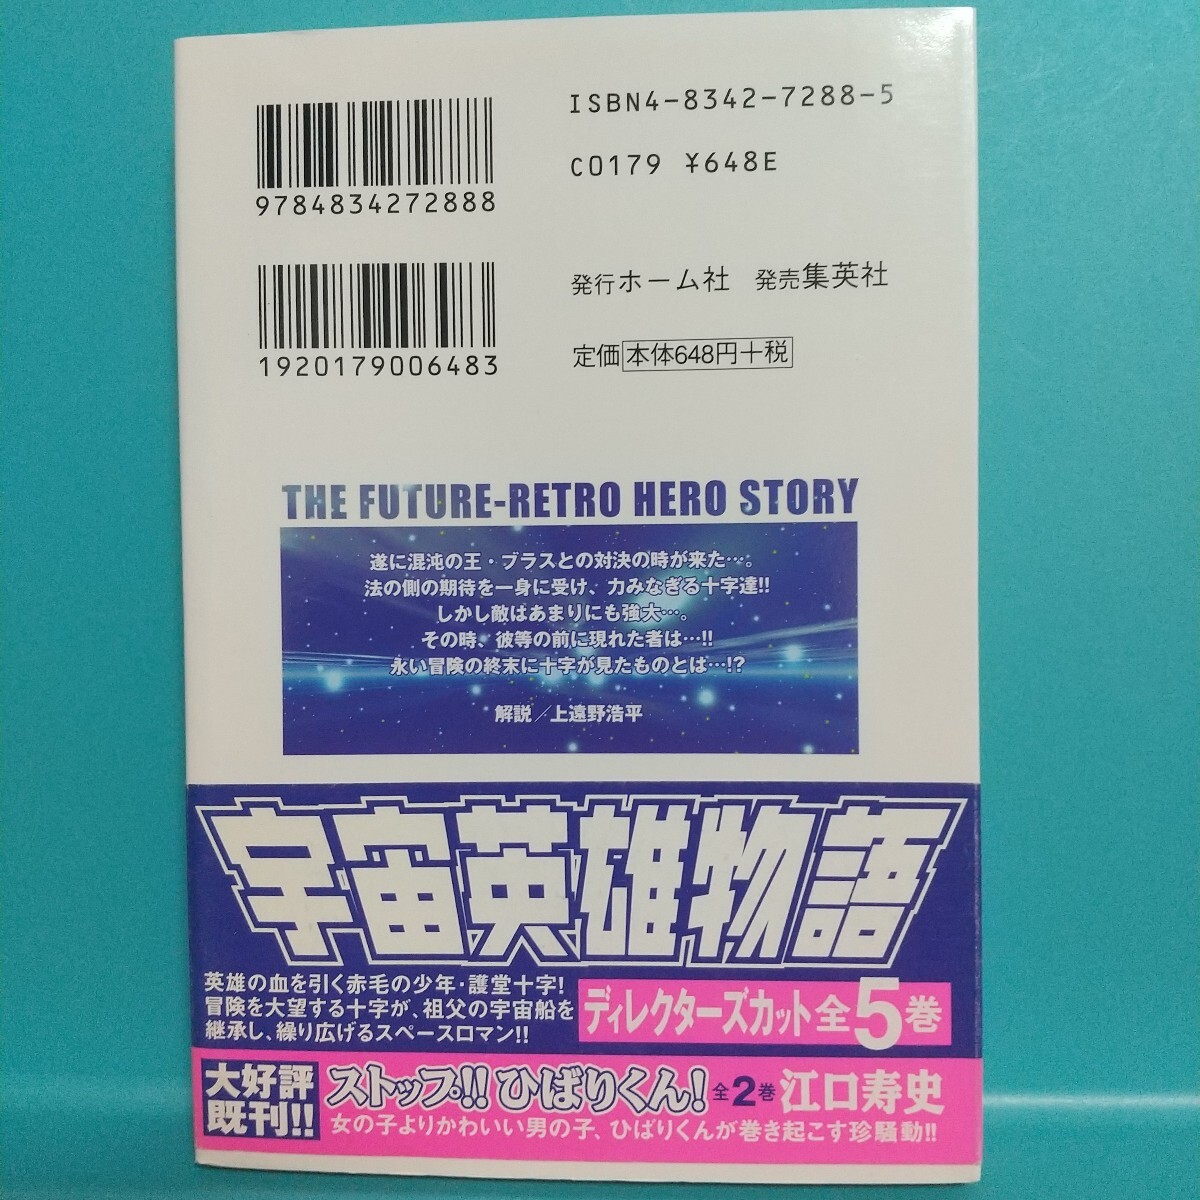 ISBN4-8342-7288-5
C0179 ¥648E
9784834272888
発行ホーム社 発売集英社
定価 本体648円+税
1920179006483
THE FUTURE-RETRO HERO STORY
遂に混沌の王・ブラスとの対決の時が来た…。
法の側の期待を一身に受け、力みなぎる十字達!!
しかし敵はあまりにも強大…。
その時、彼等の前に現れた者は…!!
永い冒険の終末に十字が見たものとは…!?
解説／上遠野浩平
宇宙英雄物語
英雄の血を引く赤毛の少年・護堂十字!
冒険を大望する十字が、祖父の宇宙船を
継承し、繰り広げるスペースロマン!!
ディレクターズカット全5巻
大好評
既刊!!
ストップ!!ひばりくん! 全2巻 江口寿史
女の子よりかわいい男の子、ひばりくんが巻き起こす珍騒動!!